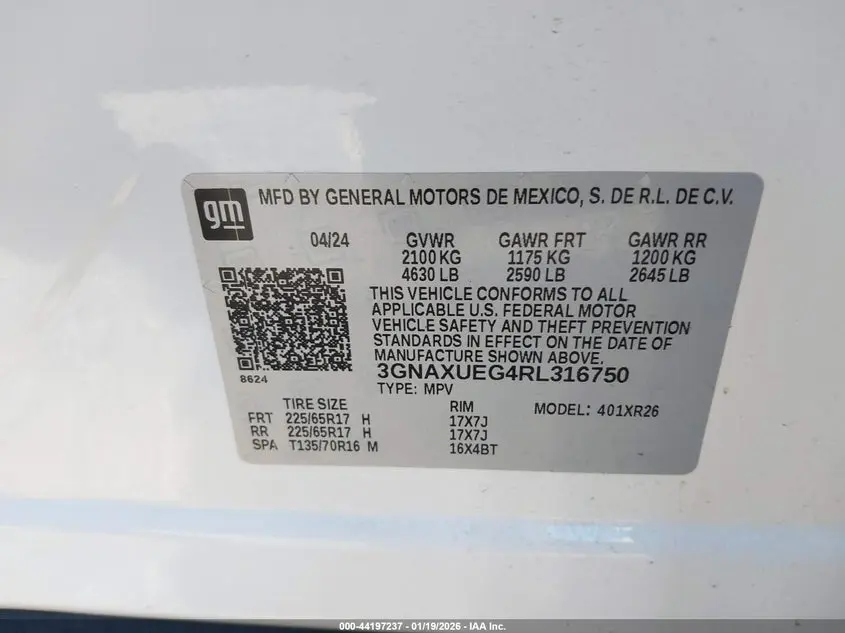 gm
MFD BY GENERAL MOTORS DE MEXICO, S. DE R.L. DE C.V.
04/24 GVWR GAWR FRT GAWR RR
2100 KG 1175 KG 1200 KG
4630 LB 2590 LB 2645 LB
THIS VEHICLE CONFORMS TO ALL
APPLICABLE U.S. FEDERAL MOTOR
VEHICLE SAFETY AND THEFT PREVENTION
STANDARDS IN EFFECT ON THE DATE OF
MANUFACTURE SHOWN ABOVE.
8624
3GNAXUEG4RL316750
TYPE: MPV
TIRE SIZE RIM MODEL: 401XR26
FRT 225/65R17 H 17X7J
RR 225/65R17 H 17X7J
SPA T135/70R16 M 16X4BT
000-44197237 - 01/19/2026 - IAA Inc.